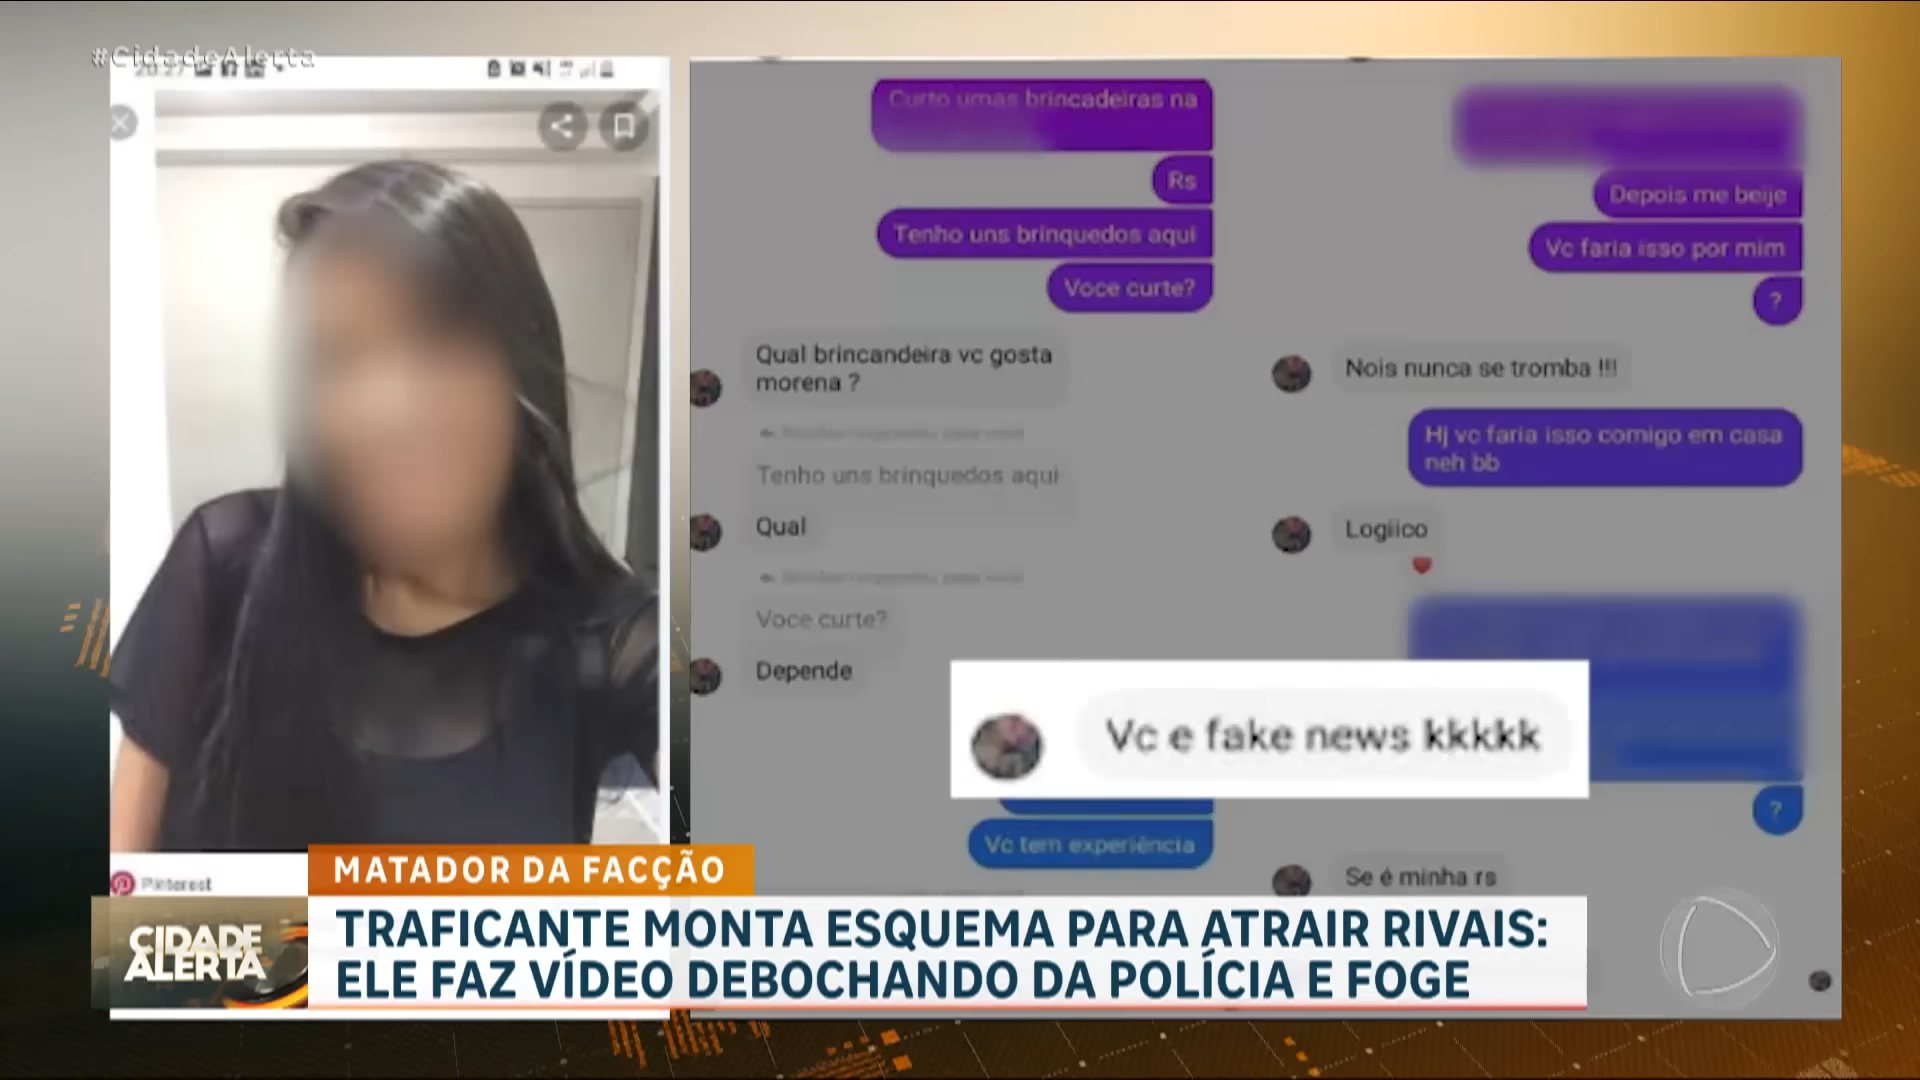 #CidadeAlerta
20:27
Curto umas brincadeiras na
Rs
Tenho uns brinquedos aqui
Voce curte?
Qual brincandeira vc gosta
morena ?
Tenho uns brinquedos aqui
Qual
Voce curte?
Depende
Vc tem experiência
Depois me beije
Vc faria isso por mim
?
Nois nunca se tromba !!!
Hj vc faria isso comigo em casa
neh bb
Logiico
Vc e fake news kkkkk
?
Se é minha rs
Pinterest
MATADOR DA FACÇÃO
CIDADE
ALERTA
TRAFICANTE MONTA ESQUEMA PARA ATRAIR RIVAIS:
ELE FAZ VÍDEO DEBOCHANDO DA POLÍCIA E FOGE